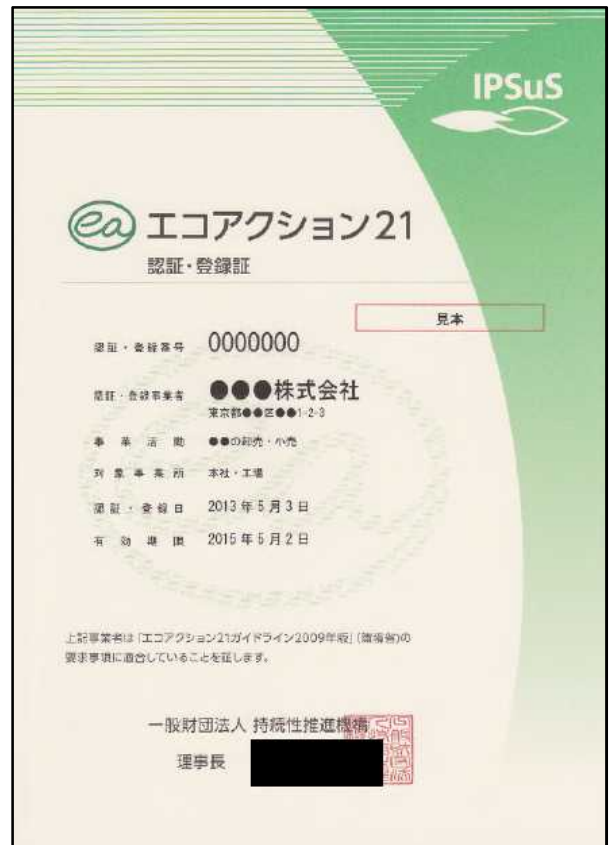 IPSuS
ea エコアクション21
認証・登録証
見本
認証・登録番号 0000000
認証・登録事業者 ●●●株式会社
東京都●●区●●1-2-3
事業活動 ●●の卸売・小売
対象事業所 本社・工場
認証・登録日 2013年5月3日
有効期限 2015年5月2日
上記事業者は「エコアクション21ガイドライン2009年版」(環境省)の
要求事項に適合していることを証します。
一般財団法人 持続性推進機構
理事長